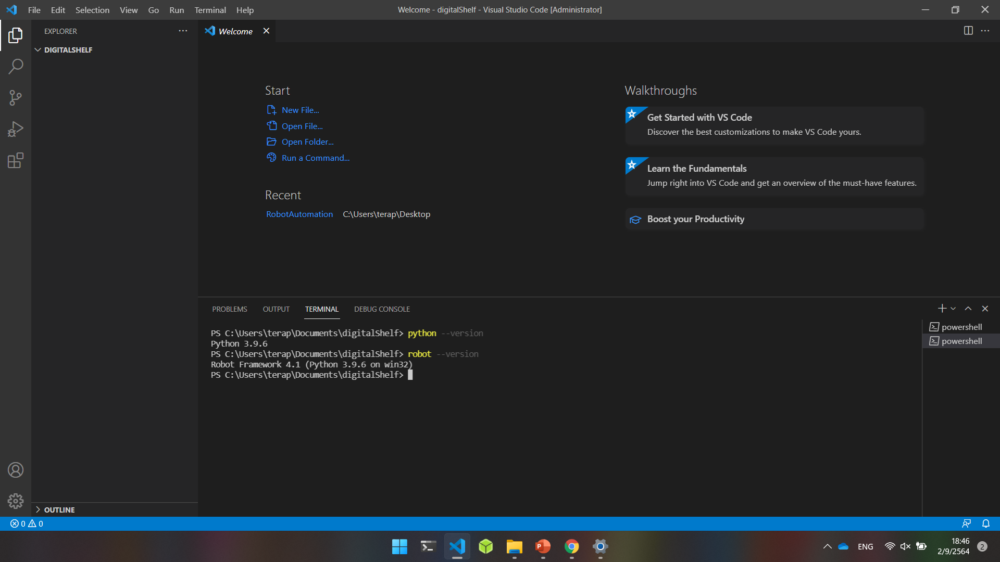 File Edit Selection View Go Run Terminal Help
Welcome - digitalShelf - Visual Studio Code [Administrator]
EXPLORER
Welcome
DIGITALSHELF
Start
New File...
Open File...
Open Folder...
Run a Command...
Recent
RobotAutomation C:\Users\terap\Desktop
Walkthroughs
Get Started with VS Code
Discover the best customizations to make VS Code yours.
Learn the Fundamentals
Jump right into VS Code and get an overview of the must-have features.
Boost your Productivity
PROBLEMS OUTPUT TERMINAL DEBUG CONSOLE
PS C:\Users\terap\Documents\digitalShelf> python --version
Python 3.9.6
PS C:\Users\terap\Documents\digitalShelf> robot --version
Robot Framework 4.1 (Python 3.9.6 on win32)
PS C:\Users\terap\Documents\digitalShelf>
powershell
powershell
OUTLINE
0 0
ENG
18:46
2/9/2564
2